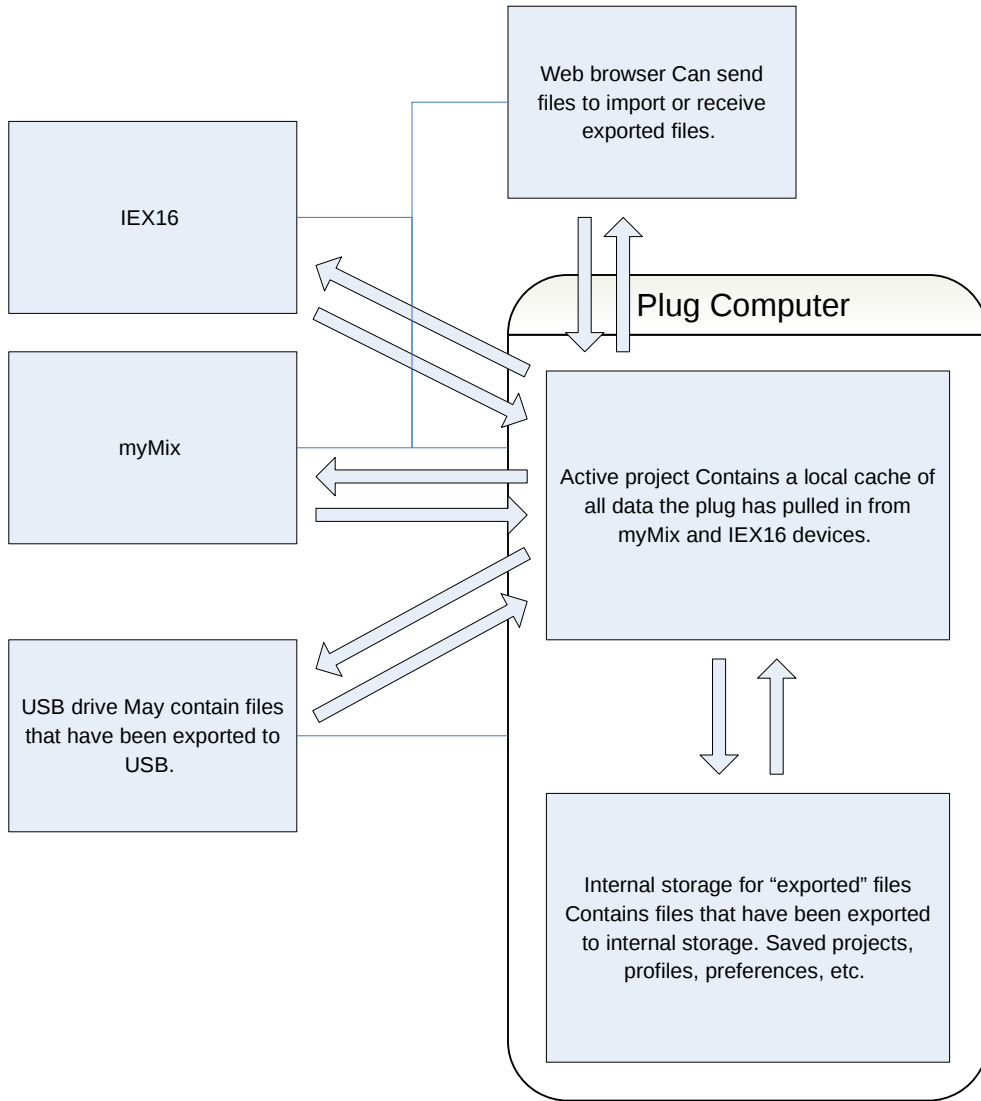 Web browser Can send
files to import or receive
exported files.
IEX16
Plug Computer
myMix
Active project Contains a local cache of
all data the plug has pulled in from
myMix and IEX16 devices.
USB drive May contain files
that have been exported to
USB.
Internal storage for “exported” files
Contains files that have been exported
to internal storage. Saved projects,
profiles, preferences, etc.